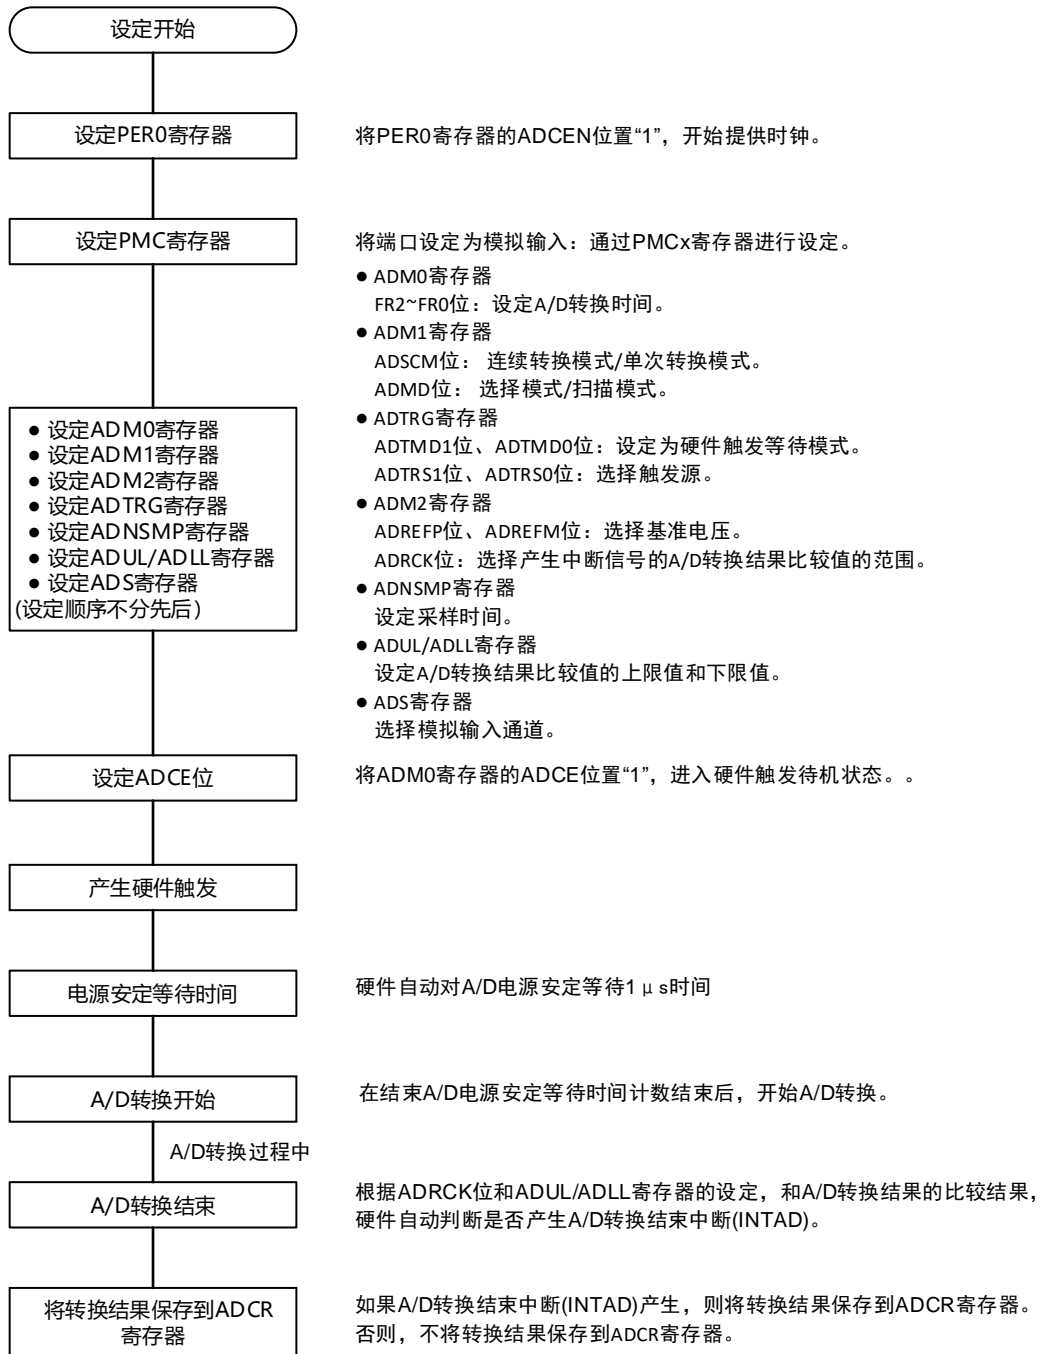 设定开始
设定PER0寄存器
将PER0寄存器的ADCEN位置“1”，开始提供时钟。
设定PMC寄存器
将端口设定为模拟输入：通过PMCx寄存器进行设定。
● ADM0寄存器
FR2~FR0位：设定A/D转换时间。
● ADM1寄存器
ADSCM位： 连续转换模式/单次转换模式。
ADMD位： 选择模式/扫描模式。
● ADTRG寄存器
ADTMD1位、ADTMD0位：设定为硬件触发等待模式。
ADTRS1位、ADTRS0位：选择触发源。
● ADM2寄存器
ADREFP位、ADREFM位：选择基准电压。
ADRCK位：选择产生中断信号的A/D转换结果比较值的范围。
● ADNSMP寄存器
设定采样时间。
● ADUL/ADLL寄存器
设定A/D转换结果比较值的上限值和下限值。
● ADS寄存器
选择模拟输入通道。
● 设定ADM0寄存器
● 设定ADM1寄存器
● 设定ADM2寄存器
● 设定ADTRG寄存器
● 设定ADNSMP寄存器
● 设定ADUL/ADLL寄存器
● 设定ADS寄存器
(设定顺序不分先后)
设定ADCE位
将ADM0寄存器的ADCE位置“1”，进入硬件触发待机状态。。
产生硬件触发
电源安定等待时间
硬件自动对A/D电源安定等待1μs时间
A/D转换开始
在结束A/D电源安定等待时间计数结束后，开始A/D转换。
A/D转换过程中
A/D转换结束
根据ADRCK位和ADUL/ADLL寄存器的设定，和A/D转换结果的比较结果，
硬件自动判断是否产生A/D转换结束中断(INTAD)。
将转换结果保存到ADCR
寄存器
如果A/D转换结束中断(INTAD)产生，则将转换结果保存到ADCR寄存器。
否则，不将转换结果保存到ADCR寄存器。